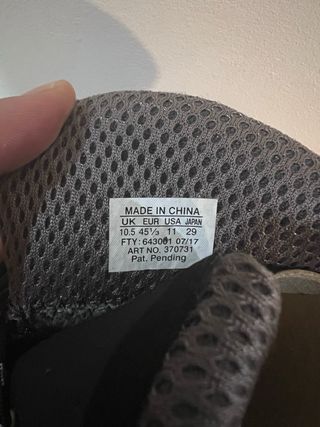 MADE IN CHINA
UK EUR USA JAPAN
10.5 45⅓ 11 29
FTY: 643001 07/17
ART NO. 370731
Pat. Pending